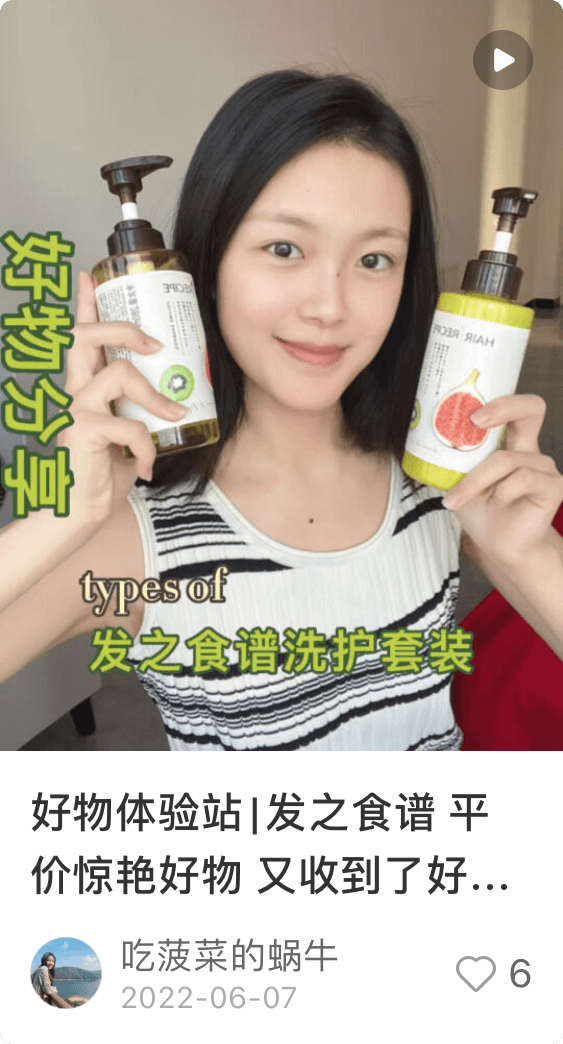 好物分享
HAIR RECIPE
types of
发之食谱洗护套装
好物体验站|发之食谱 平
价惊艳好物 又收到了好...
吃菠菜的蜗牛
2022-06-07
6